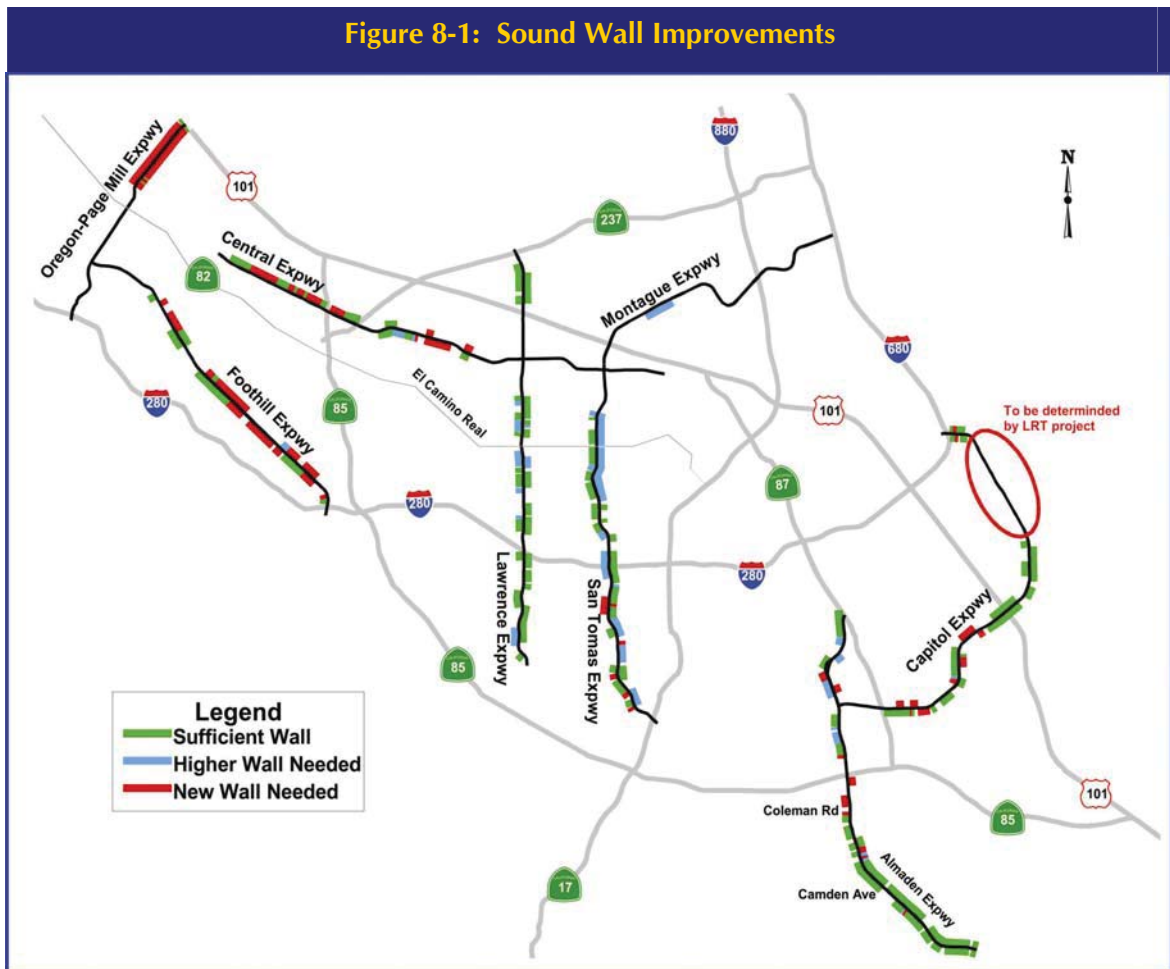 Figure 8-1: Sound Wall Improvements
Oregon-Page Mill Expwy
101
880
N
237
Central Expwy
82
Montague Expwy
680
El Camino Real
280
Foothill Expwy
85
101
To be determinded
by LRT project
87
280
280
Lawrence Expwy
San Tomas Expwy
Capitol Expwy
85
Legend
Sufficient Wall
Higher Wall Needed
New Wall Needed
101
Coleman Rd
85
17
Camden Ave
Almaden Expwy